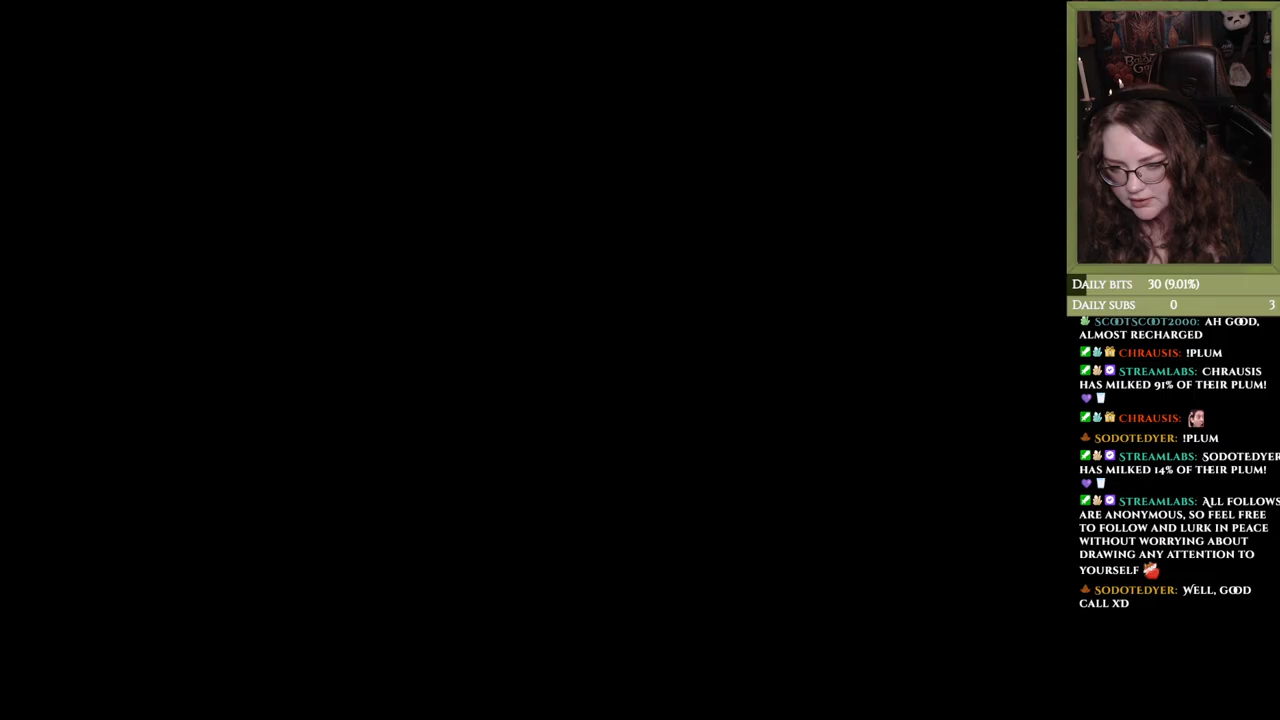 Baldur's
Ga
Daily bits 30 (9.01%)
Daily subs 0 3
ScootScoot2000: Ah good,
almost recharged
Chrausis: !plum
Streamlabs: Chrausis
has milked 91% of their plum!
Chrausis:
SodotEdyer: !plum
Streamlabs: SodotEdyer
has milked 14% of their plum!
Streamlabs: All follows
are anonymous, so feel free
to follow and lurk in peace
without worrying about
drawing any attention to
yourself
SodotEdyer: Well, good
call xD